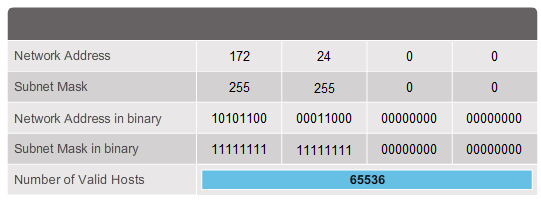 Network Address 172 24 0 0
Subnet Mask 255 255 0 0
Network Address in binary 10101100 00011000 00000000 00000000
Subnet Mask in binary 11111111 11111111 00000000 00000000
Number of Valid Hosts 65536